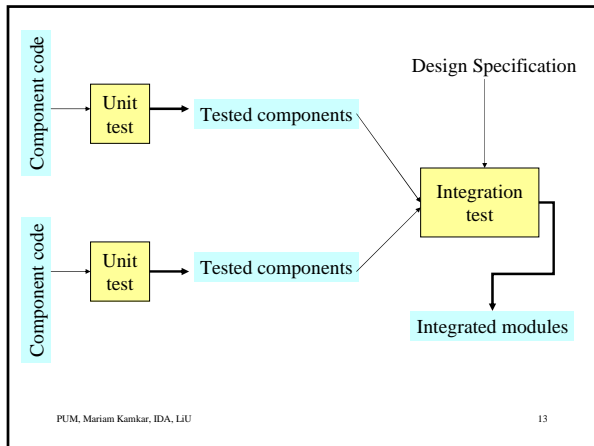 Component code
Unit
test
Tested components
Component code
Unit
test
Tested components
Design Specification
Integration
test
Integrated modules
PUM, Mariam Kamkar, IDA, LiU
13